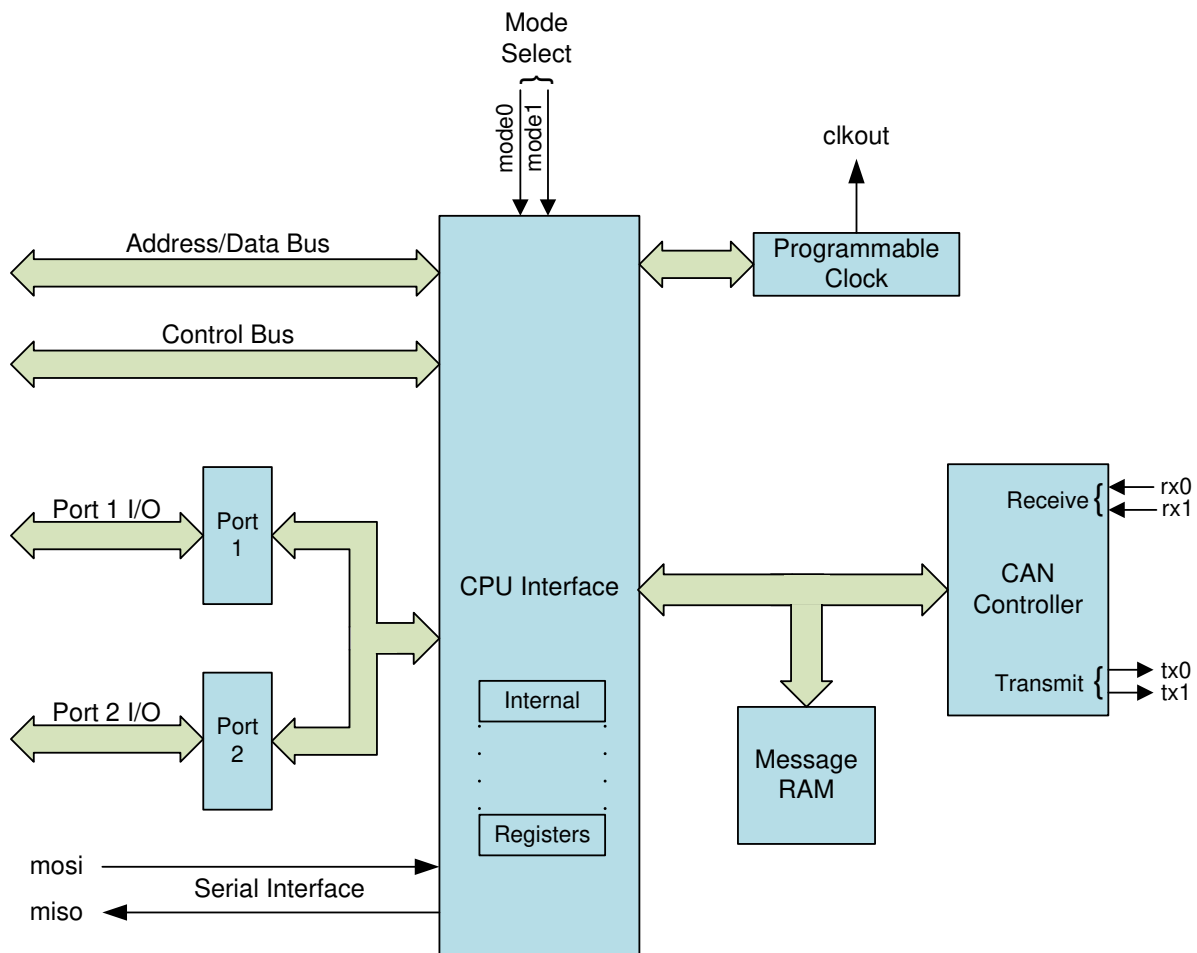 Mode
Select
mode0
mode1
clkout
Address/Data Bus
Programmable
Clock
Control Bus
Port 1 I/O
Port
1
Receive {
rx0
rx1
CPU Interface
CAN
Controller
Port 2 I/O
Port
2
Internal
Transmit {
tx0
tx1
Message
RAM
Registers
mosi
Serial Interface
miso